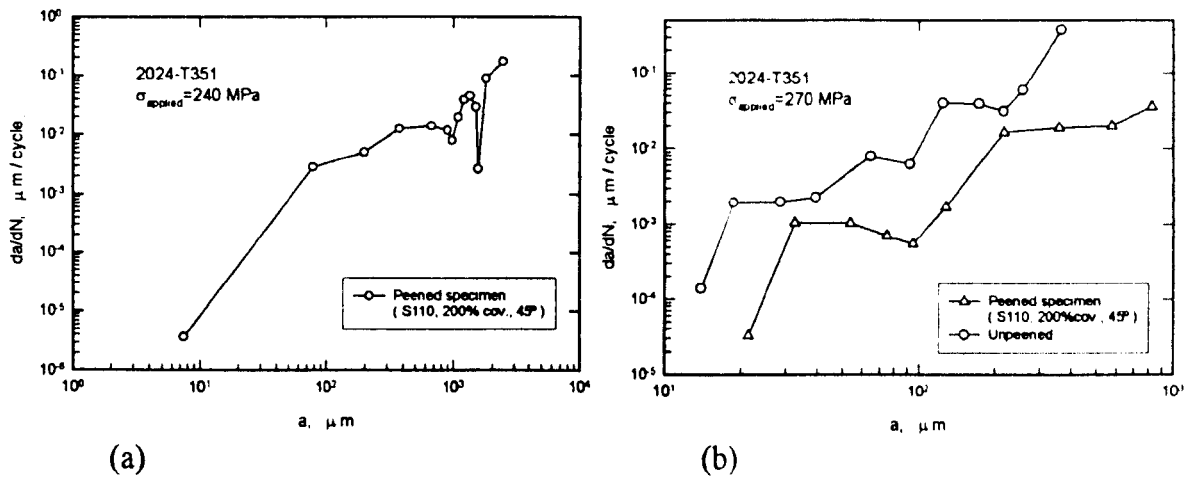 10⁰
10⁻¹
10⁻²
10⁻³
10⁻⁴
10⁻⁵
10⁻⁶
da/dN, μm / cycle
2024-T351
σapplied=240 MPa
Peened specimen
( S110, 200% cov., 45º )
10⁰ 10¹ 10² 10³ 10⁴
a, μm
(a)
10⁻¹
10⁻²
10⁻³
10⁻⁴
10⁻⁵
da/dN, μm / cycle
2024-T351
σapplied=270 MPa
Peened specimen
( S110, 200%cov., 45º )
Unpeened
10¹ 10²
a, μm
(b)